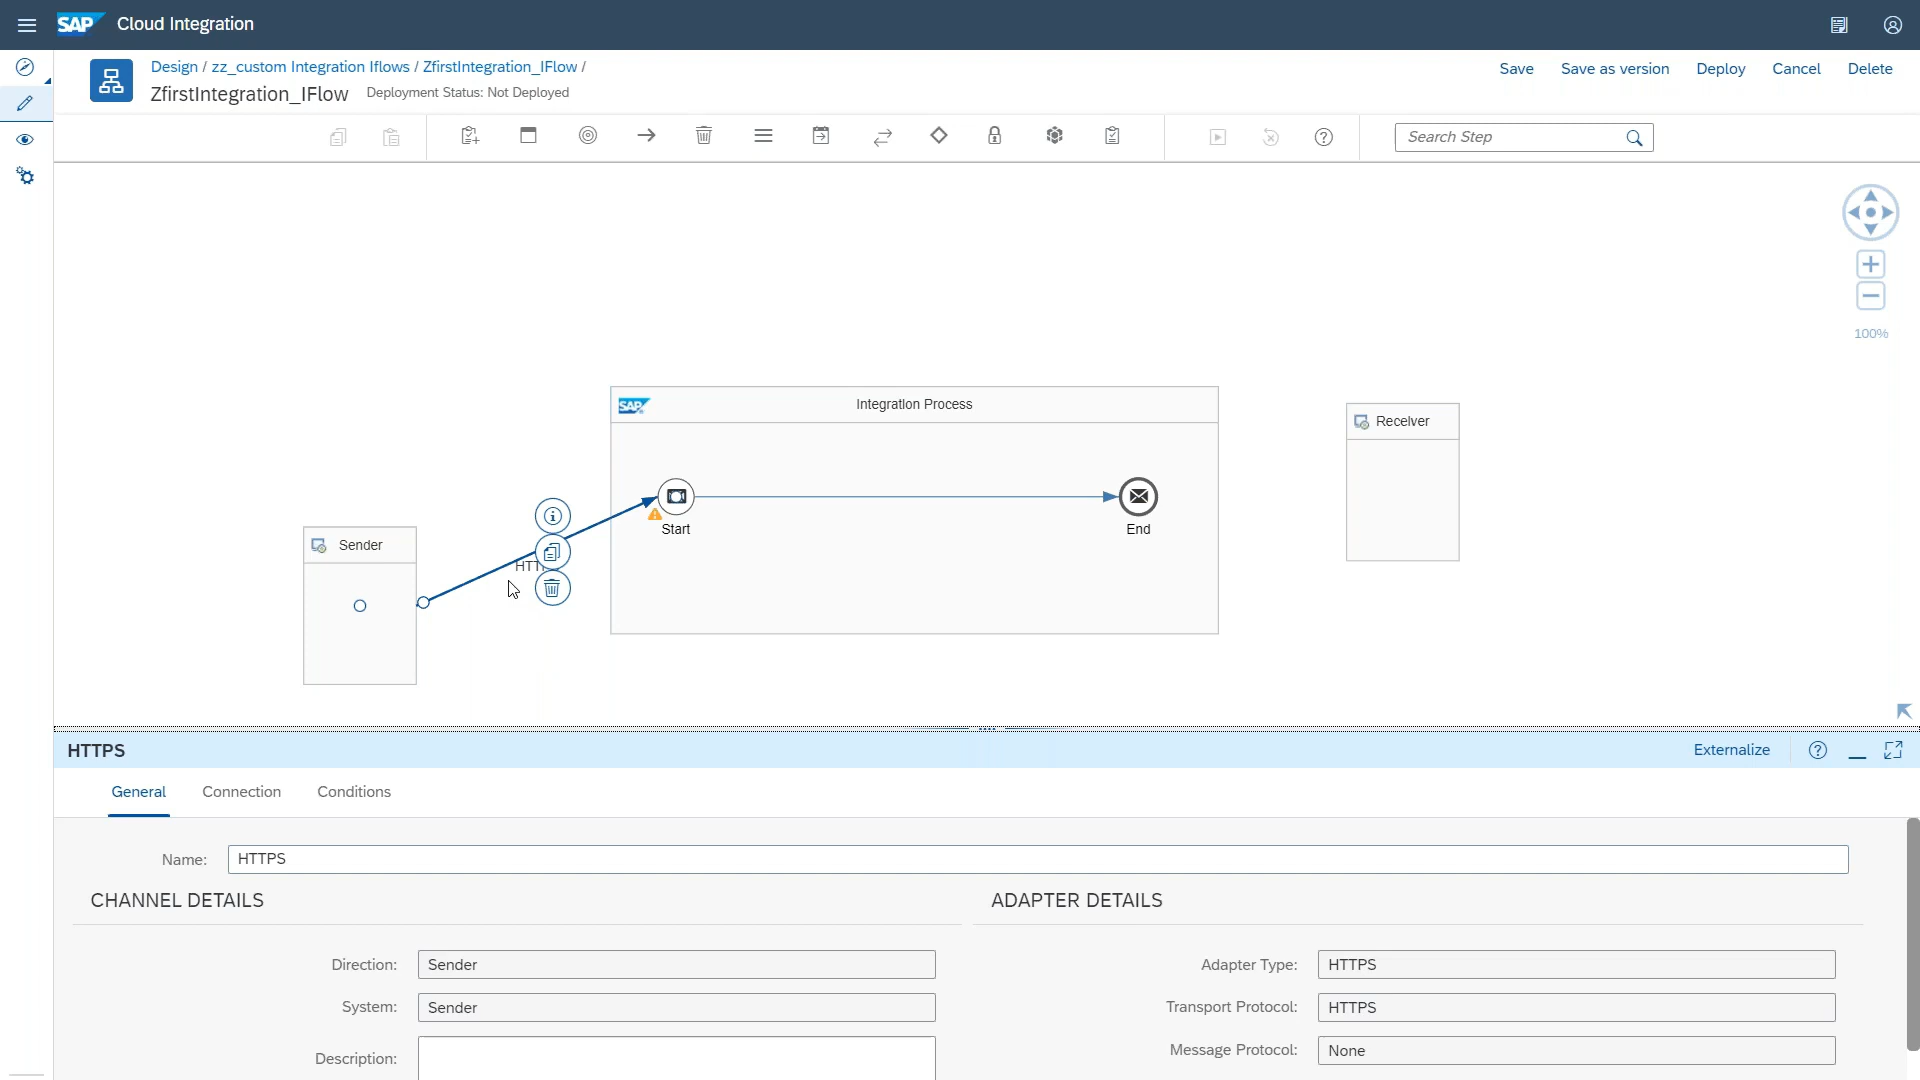 SAP Cloud Integration
Design / zz_custom Integration Iflows / ZfirstIntegration_IFlow /
ZfirstIntegration_IFlow Deployment Status: Not Deployed
Save Save as version Deploy Cancel Delete
Search Step
100%
SAP Integration Process
Receiver
Start
End
Sender
HTT
HTTPS
Externalize
General Connection Conditions
Name: HTTPS
CHANNEL DETAILS
ADAPTER DETAILS
Direction: Sender
Adapter Type: HTTPS
System: Sender
Transport Protocol: HTTPS
Description:
Message Protocol: None